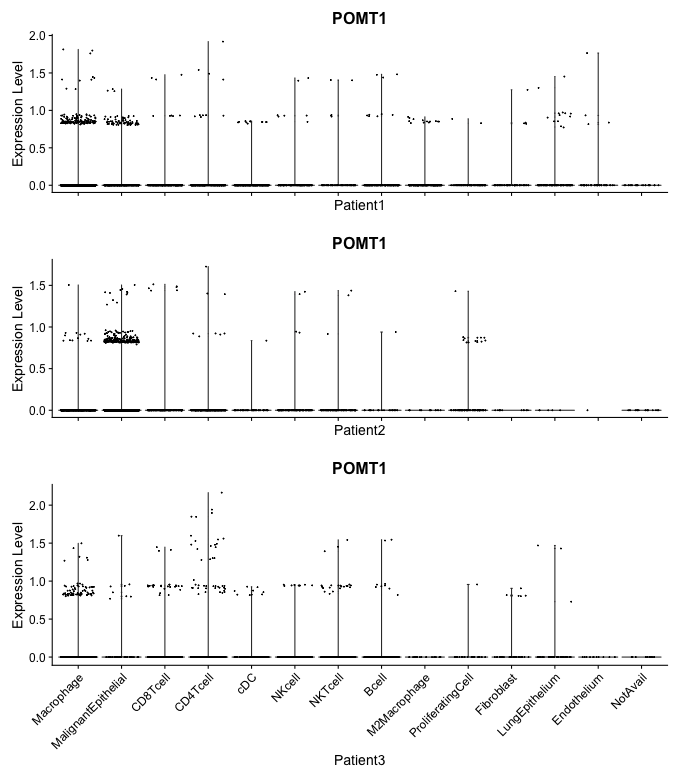 POMT1
Expression Level
2.0
1.5
1.0
0.5
0.0
Patient1
POMT1
Expression Level
1.5
1.0
0.5
0.0
Patient2
POMT1
Expression Level
2.0
1.5
1.0
0.5
0.0
Macrophage
MalignantEpithelial
CD8Tcell
CD4Tcell
cDC
NKcell
NKTcell
Bcell
M2Macrophage
ProliferatingCell
Fibroblast
LungEpithelium
Endothelium
NotAvail
Patient3